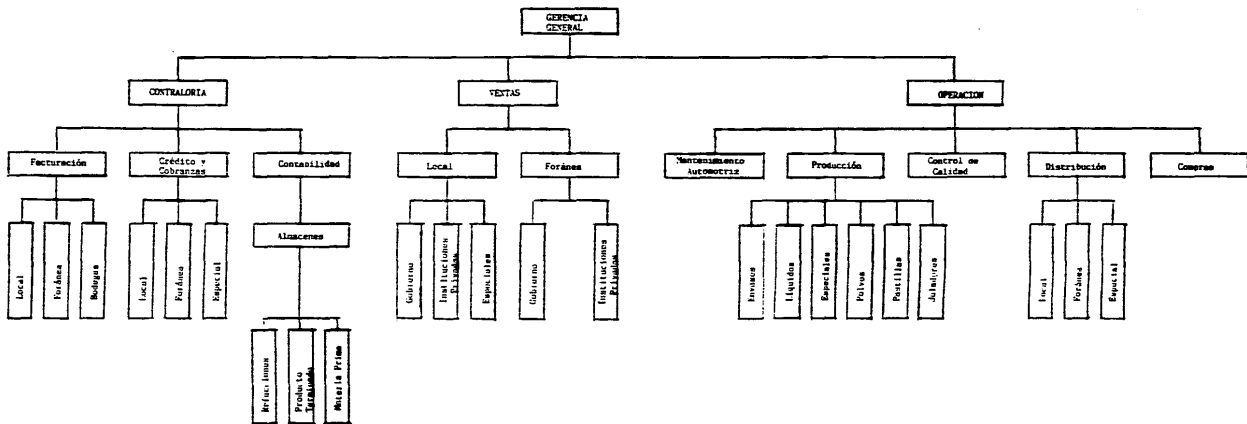 GERENCIA
GENERAL
CONTRALORIA
VENTAS
OPERACION
Facturación
Crédito y
Cobranzas
Contabilidad
Local
Foránea
Mantenimiento
Automotriz
Producción
Control de
Calidad
Distribución
Compras
Local
Foránea
Bodegas
Local
Foránea
Especial
Almacenes
Gobierno
Instituciones
Privadas
Especiales
Gobierno
Instituciones
Privadas
Envases
Líquidos
Especiales
Polvos
Pastillas
Local
Foránea
Especial
Refacciones
Producto
Terminado
Materia Prima